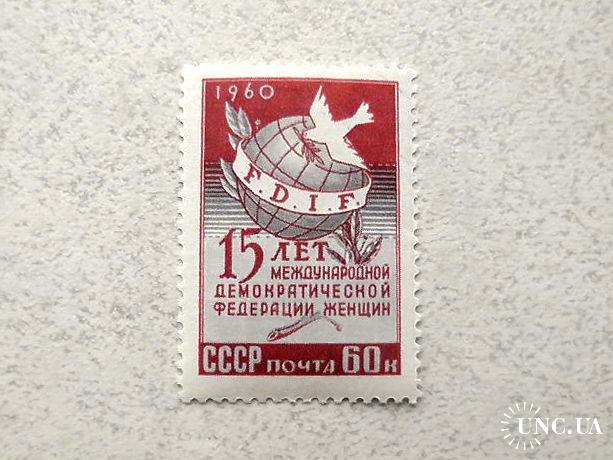 1960
F.D.I.F.
15 ЛЕТ
МЕЖДУНАРОДНОЙ
ДЕМОКРАТИЧЕСКОЙ
ФЕДЕРАЦИИ ЖЕНЩИН
СССР ПОЧТА 60 К
UNC.UA